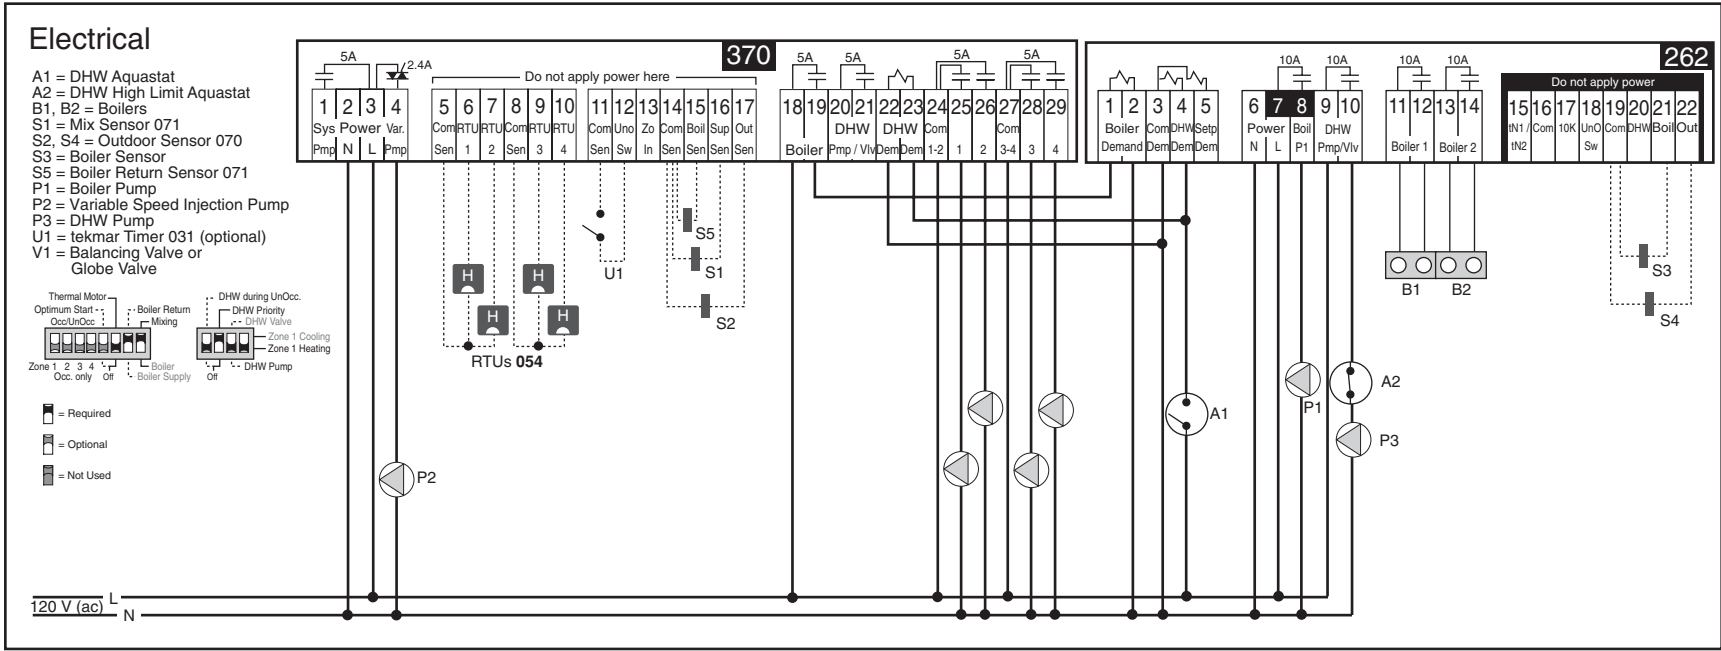 Electrical
A1 = DHW Aquastat
A2 = DHW High Limit Aquastat
B1, B2 = Boilers
S1 = Mix Sensor 071
S2, S4 = Outdoor Sensor 070
S3 = Boiler Sensor
S5 = Boiler Return Sensor 071
P1 = Boiler Pump
P2 = Variable Speed Injection Pump
P3 = DHW Pump
U1 = tekmar Timer 031 (optional)
V1 = Balancing Valve or
Globe Valve
Thermal Motor
Optimum Start
Occ/UnOcc
Boiler Return
Mixing
Zone 1 2 3 4
Occ. only
Off
Boiler
Boiler Supply
DHW during UnOcc.
DHW Priority
DHW Valve
Zone 1 Cooling
Zone 1 Heating
DHW Pump
Off
= Required
= Optional
= Not Used
370
5A 2.4A Do not apply power here 5A 5A 5A 5A
1 2 3 4 5 6 7 8 9 10 11 12 13 14 15 16 17 18 19 20 21 22 23 24 25 26 27 28 29
Sys Power Var. Com RTU RTU Com RTU RTU Com Uno Zo Com Boil Sup Out DHW DHW Com Com
Pmp N L Pmp Sen 1 2 Sen 3 4 Sen Sw In Sen Sen Sen Sen Boiler Pmp / Vlv Dem Dem 1-2 1 2 3-4 3 4
262
10A 10A 10A 10A Do not apply power
1 2 3 4 5 6 7 8 9 10 11 12 13 14 15 16 17 18 19 20 21 22
Boiler Com DHW Setp Power Boil DHW tN1 / Com 10K UnO Com DHW Boil Out
Demand Dem Dem Dem N L P1 Pmp/Vlv Boiler 1 Boiler 2 tN2 Sw
S5
S1
S2
U1
H
H
H
H
RTUs 054
S3
S4
B1 B2
A2
P1
A1
P3
P2
120 V (ac)
L
N